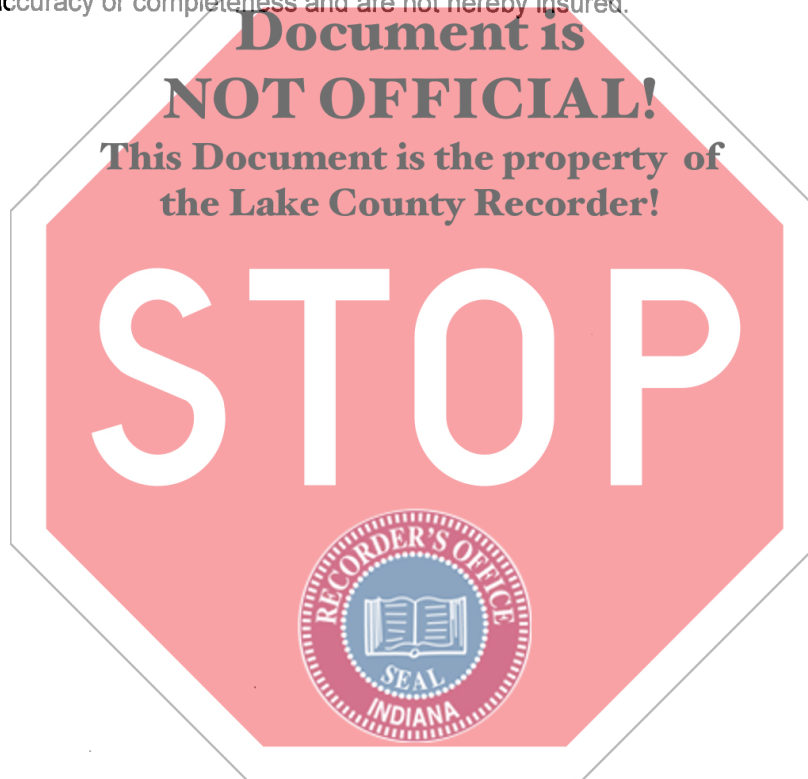 accuracy or completeness and are not hereby insured.
Document is
NOT OFFICIAL!
This Document is the property of
the Lake County Recorder!
STOP
RECORDER'S OFFICE
SEAL
INDIANA